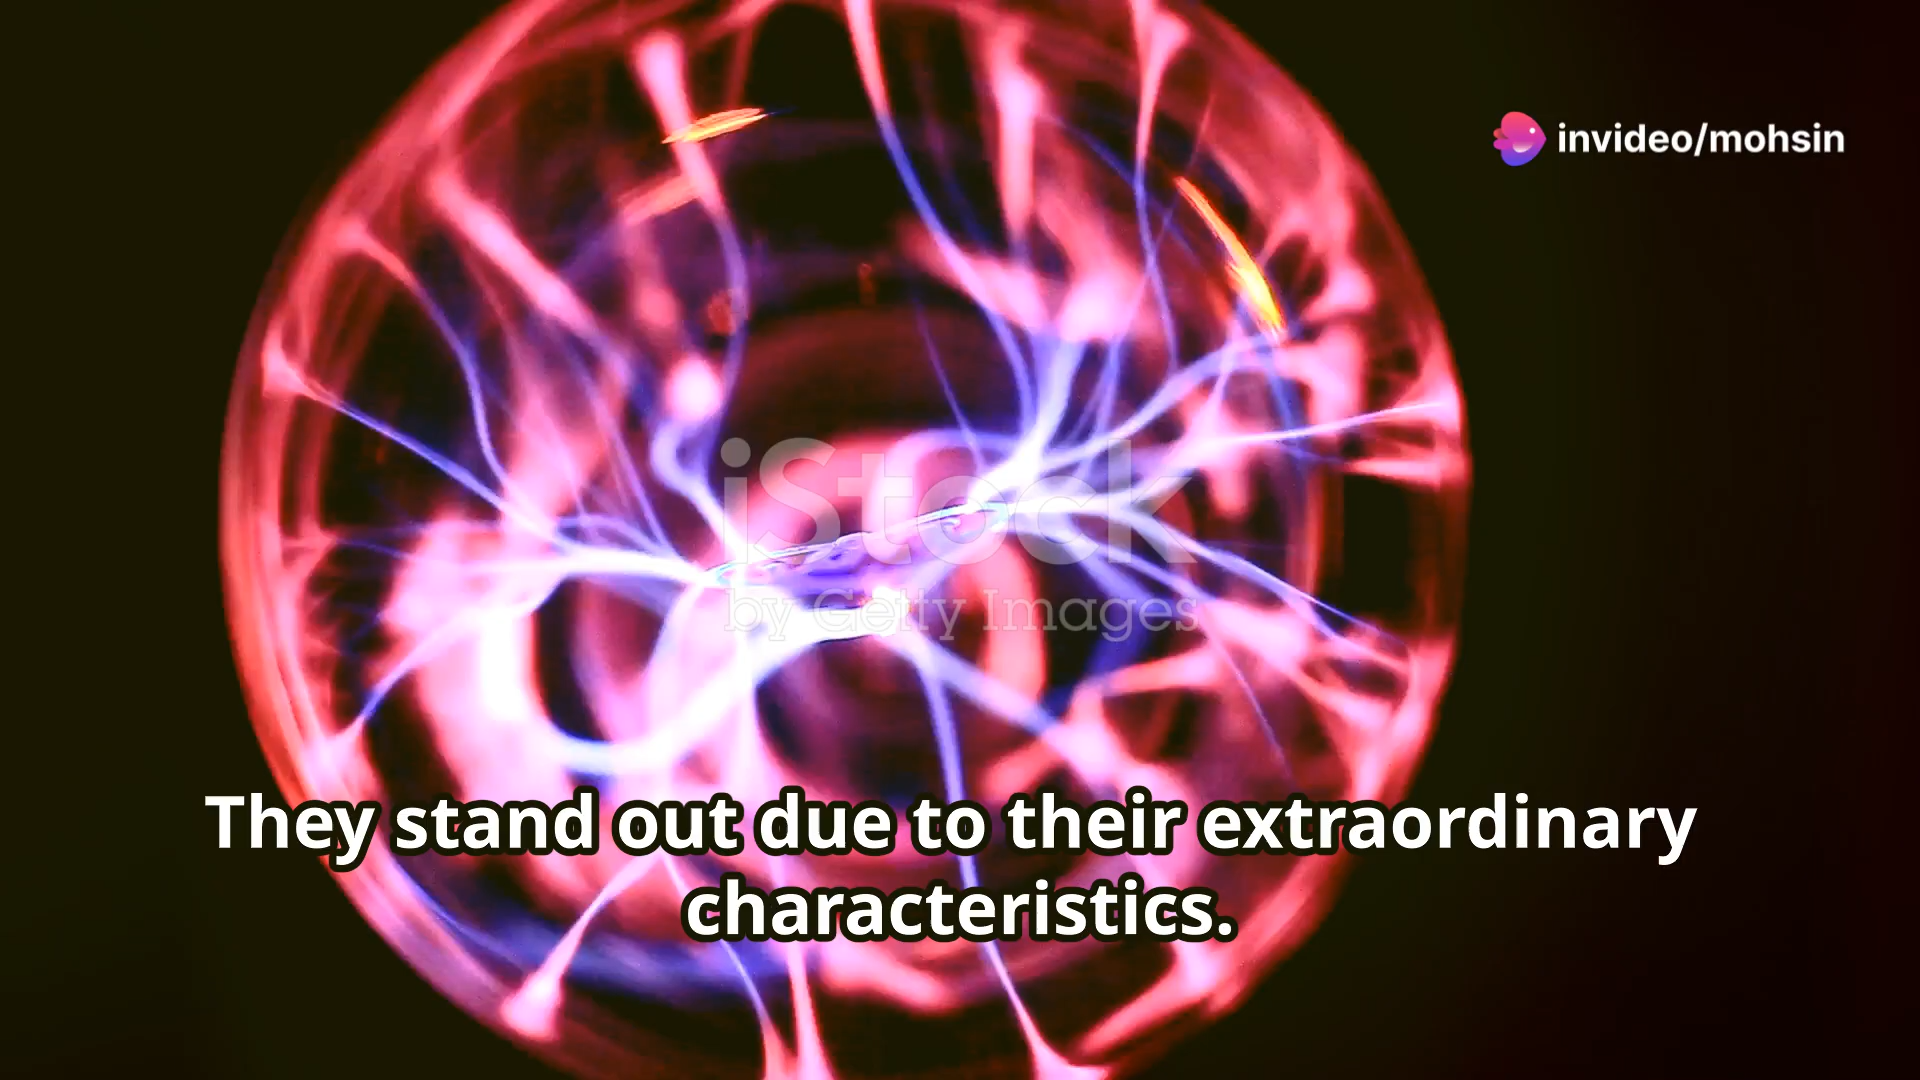 invideo/mohsin
iStock
by Getty Images
They stand out due to their extraordinary
characteristics.